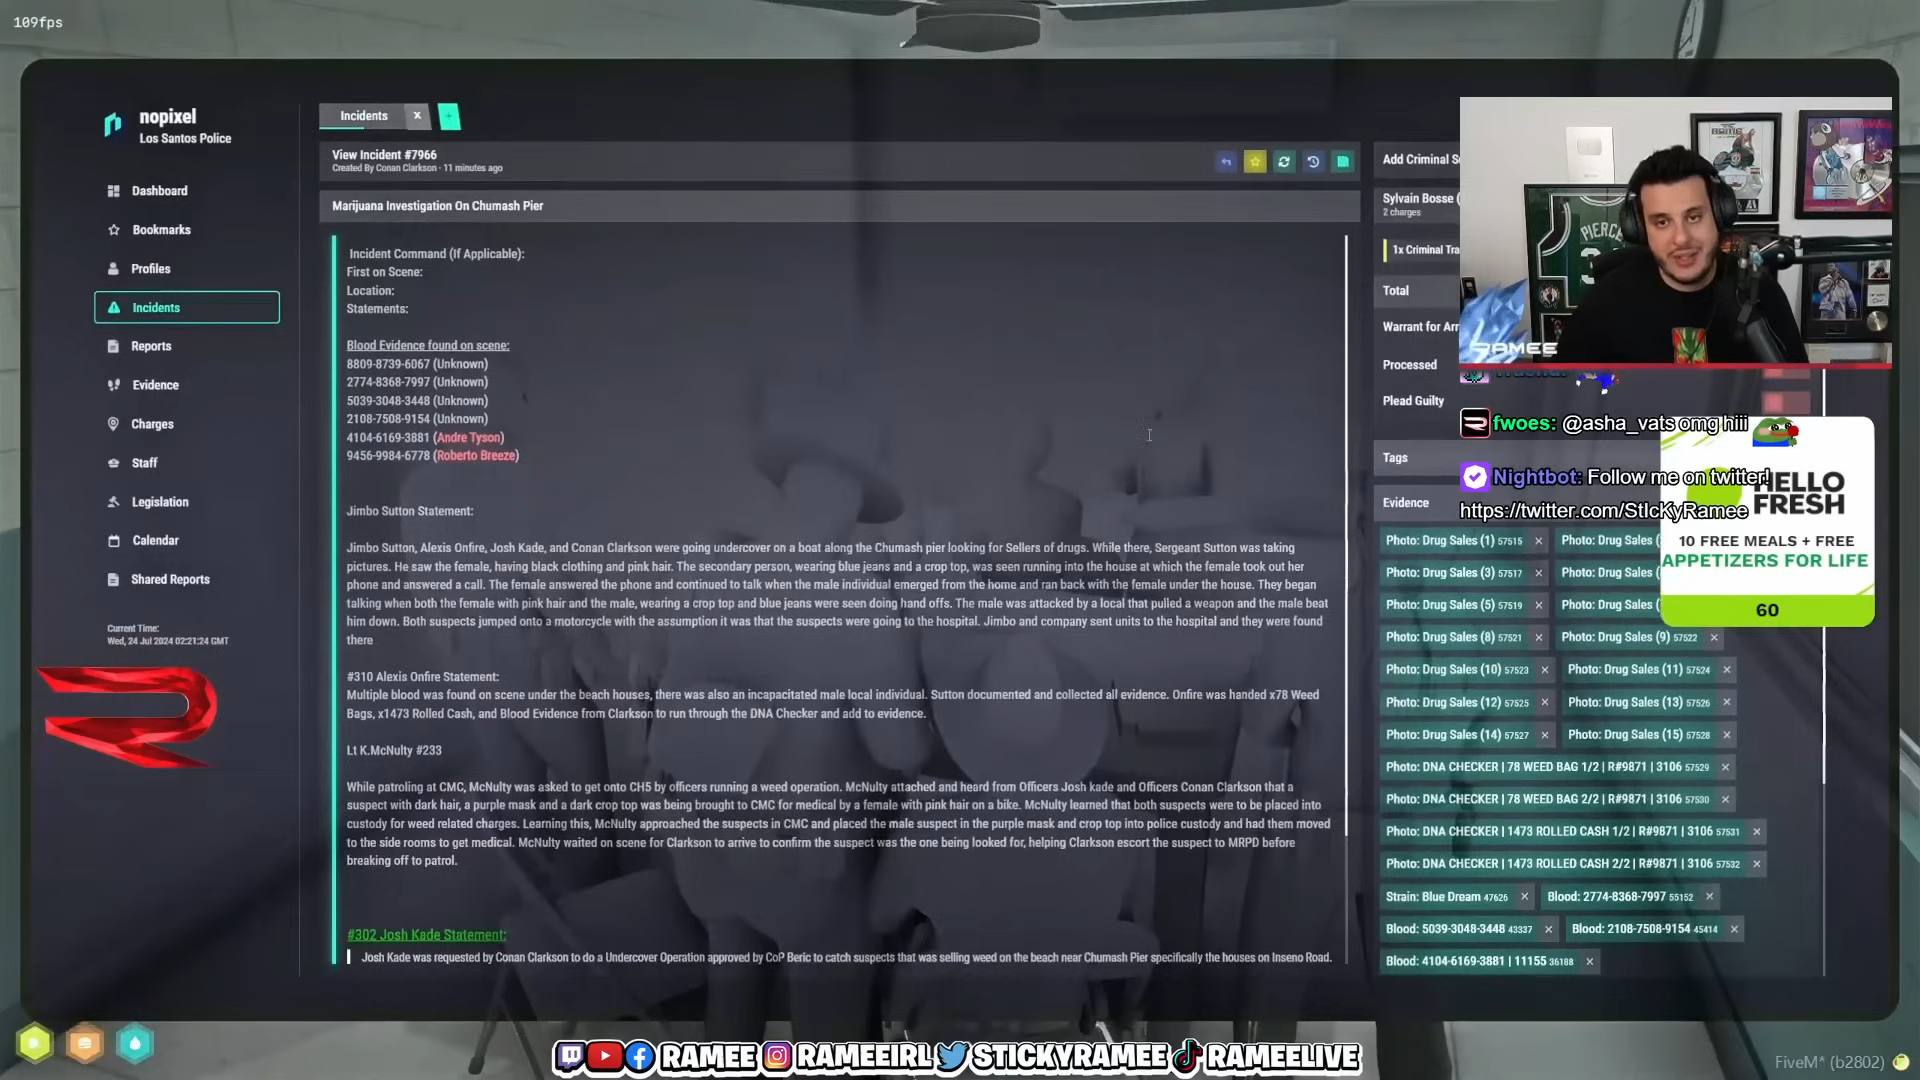 109fps
nopixel
Los Santos Police
Dashboard
Bookmarks
Profiles
Incidents
Reports
Evidence
Charges
Staff
Legislation
Calendar
Shared Reports
Current Time:
Wed, 24 Jul 2024 02:21:24 GMT
Incidents
View Incident #7966
Created By Conan Clarkson - 11 minutes ago
Marijuana Investigation On Chumash Pier
Incident Command (If Applicable):
First on Scene:
Location:
Statements:
Blood Evidence found on scene:
8809-8739-6067 (Unknown)
2774-8368-7997 (Unknown)
5039-3048-3448 (Unknown)
2108-7508-9154 (Unknown)
4104-6169-3881 (Andre Tyson)
9456-9984-6778 (Roberto Breeze)
Jimbo Sutton Statement:
Jimbo Sutton, Alexis Onfire, Josh Kade, and Conan Clarkson were going undercover on a boat along the Chumash pier looking for Sellers of drugs. While there, Sergeant Sutton was taking
pictures. He saw the female, having black clothing and pink hair. The secondary person, wearing blue jeans and a crop top, was seen running into the house at which the female took out her
phone and answered a call. The female answered the phone and continued to talk when the male individual emerged from the home and ran back with the female under the house. They began
talking when both the female with pink hair and the male, wearing a crop top and blue jeans were seen doing hand offs. The male was attacked by a local that pulled a weapon and the male beat
him down. Both suspects jumped onto a motorcycle with the assumption it was that the suspects were going to the hospital. Jimbo and company sent units to the hospital and they were found
there
#310 Alexis Onfire Statement:
Multiple blood was found on scene under the beach houses, there was also an incapacitated male local individual. Sutton documented and collected all evidence. Onfire was handed x78 Weed
Bags, x1473 Rolled Cash, and Blood Evidence from Clarkson to run through the DNA Checker and add to evidence.
Lt K.McNulty #233
While patroling at CMC, McNulty was asked to get onto CH5 by officers running a weed operation. McNulty attached and heard from Officers Josh kade and Officers Conan Clarkson that a
suspect with dark hair, a purple mask and a dark crop top was being brought to CMC for medical by a female with pink hair on a bike. McNulty learned that both suspects were to be placed into
custody for weed related charges. Learning this, McNulty approached the suspects in CMC and placed the male suspect in the purple mask and crop top into police custody and had them moved
to the side rooms to get medical. McNulty waited on scene for Clarkson to arrive to confirm the suspect was the one being looked for, helping Clarkson escort the suspect to MRPD before
breaking off to patrol.
#302 Josh Kade Statement:
Josh Kade was requested by Conan Clarkson to do a Undercover Operation approved by CoP Beric to catch suspects that was selling weed on the beach near Chumash Pier specifically the houses on Inseno Road.
Add Criminal S
Sylvain Bosse (
2 charges
1x Criminal Tra
Total
Warrant for Arr
Processed
Plead Guilty
Tags
Evidence
Photo: Drug Sales (1) 57515
Photo: Drug Sales (
Photo: Drug Sales (3) 57517
Photo: Drug Sales (
Photo: Drug Sales (5) 57519
Photo: Drug Sales (
Photo: Drug Sales (8) 57521
Photo: Drug Sales (9) 57522
Photo: Drug Sales (10) 57523
Photo: Drug Sales (11) 57524
Photo: Drug Sales (12) 57525
Photo: Drug Sales (13) 57526
Photo: Drug Sales (14) 57527
Photo: Drug Sales (15) 57528
Photo: DNA CHECKER | 78 WEED BAG 1/2 | R#9871 | 3106 57529
Photo: DNA CHECKER | 78 WEED BAG 2/2 | R#9871 | 3106 57530
Photo: DNA CHECKER | 1473 ROLLED CASH 1/2 | R#9871 | 3106 57531
Photo: DNA CHECKER | 1473 ROLLED CASH 2/2 | R#9871 | 3106 57532
Strain: Blue Dream 47626
Blood: 2774-8368-7997 55152
Blood: 5039-3048-3448 43337
Blood: 2108-7508-9154 45414
Blood: 4104-6169-3881 | 11155 36188
PIERCE
RAMEE
fwoes: @asha_vats omg hiii
Nightbot: Follow me on twitter!
https://twitter.com/StIcKyRamee
HELLO
FRESH
10 FREE MEALS + FREE
APPETIZERS FOR LIFE
60
RAMEE RAMEEIRL STICKYRAMEE RAMEELIVE
FiveM* (b2802)